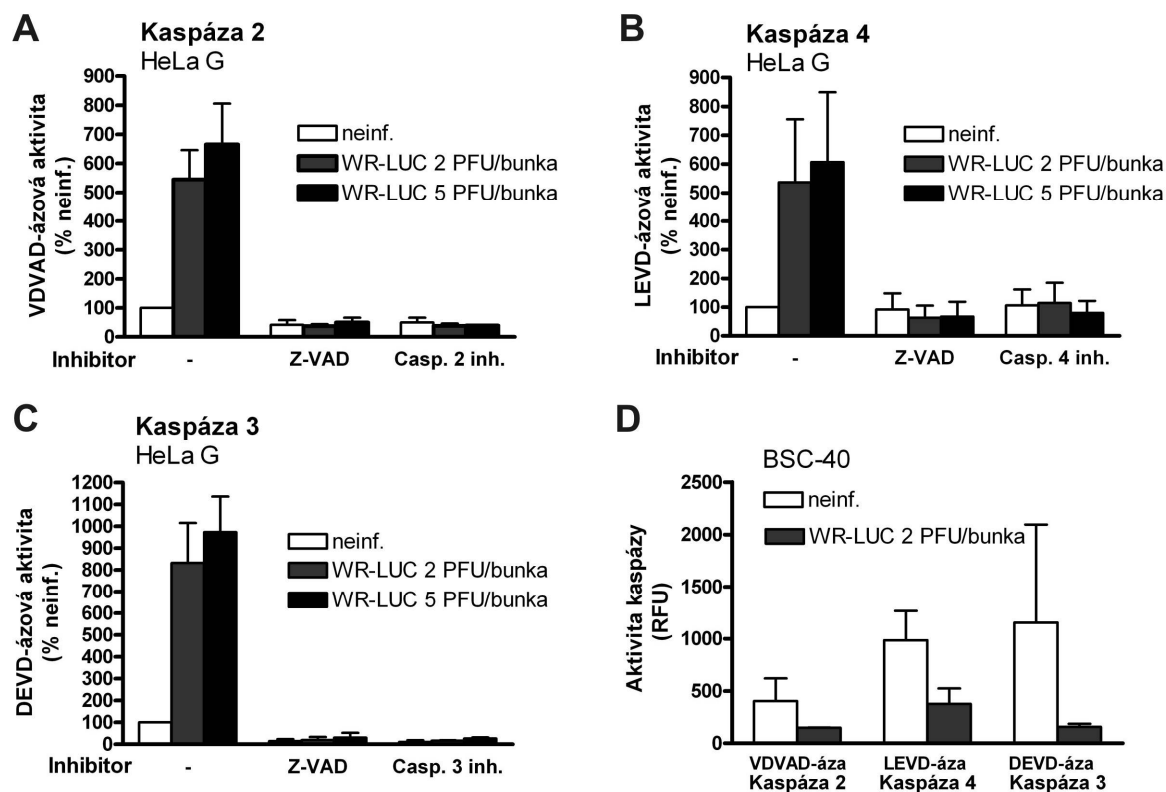 A
Kaspáza 2
HeLa G
VDVAD-ázová aktivita
(% neinf.)
900
800
700
600
500
400
300
200
100
0
neinf.
WR-LUC 2 PFU/bunka
WR-LUC 5 PFU/bunka
Inhibitor - Z-VAD Casp. 2 inh.
B
Kaspáza 4
HeLa G
LEVD-ázová aktivita
(% neinf.)
900
800
700
600
500
400
300
200
100
0
neinf.
WR-LUC 2 PFU/bunka
WR-LUC 5 PFU/bunka
Inhibitor - Z-VAD Casp. 4 inh.
C
Kaspáza 3
HeLa G
DEVD-ázová aktivita
(% neinf.)
1200
1100
1000
900
800
700
600
500
400
300
200
100
0
neinf.
WR-LUC 2 PFU/bunka
WR-LUC 5 PFU/bunka
Inhibitor - Z-VAD Casp. 3 inh.
D
BSC-40
Aktivita kaspázy
(RFU)
2500
2000
1500
1000
500
0
neinf.
WR-LUC 2 PFU/bunka
VDVAD-áza LEVD-áza DEVD-áza
Kaspáza 2 Kaspáza 4 Kaspáza 3